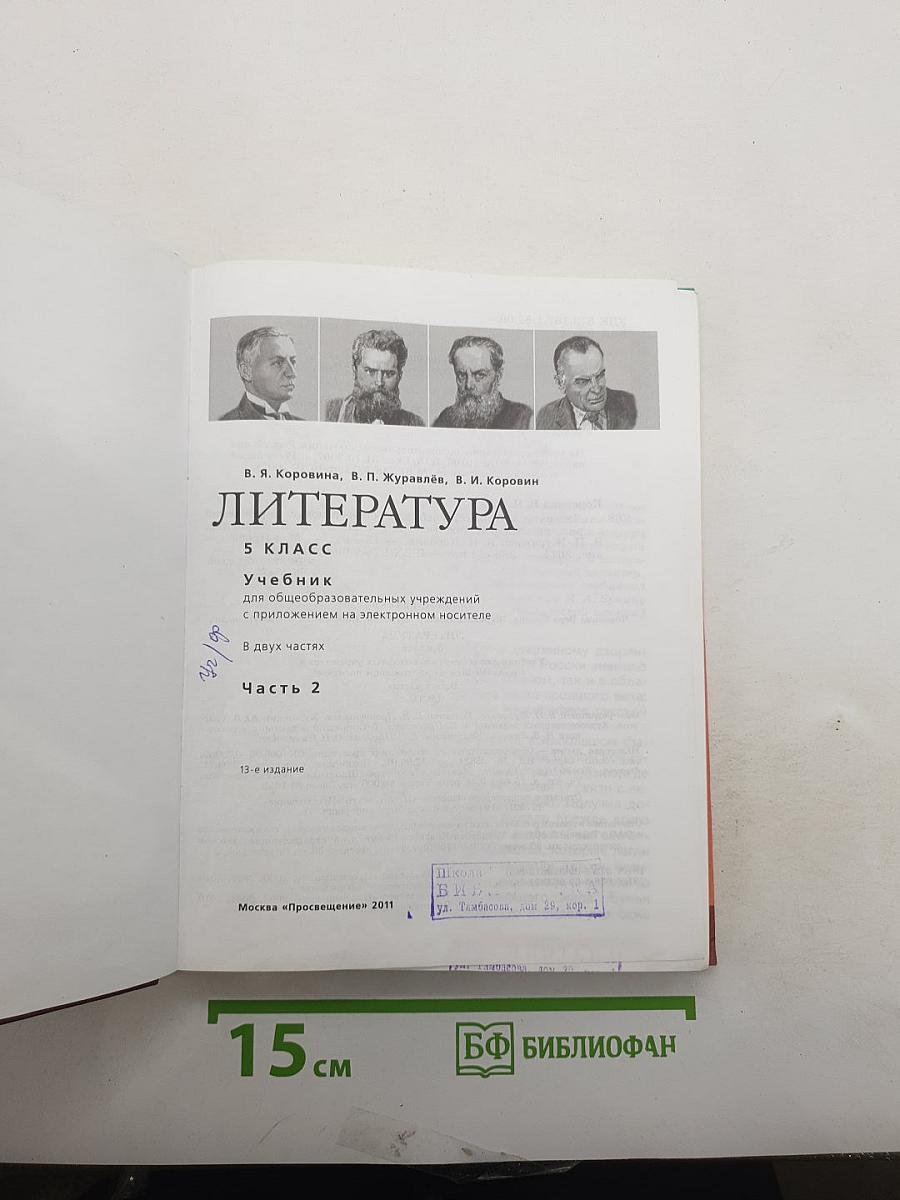 В. Я. Коровина, В. П. Журавлёв, В. И. Коровин
ЛИТЕРАТУРА
5 КЛАСС
Учебник
для общеобразовательных учреждений
с приложением на электронном носителе
В двух частях
Часть 2
13-е издание
Москва «Просвещение» 2011
Школа
ул. Тамбасова, дом 29, кор. 1
15 см
БФ БИБЛИОФАН